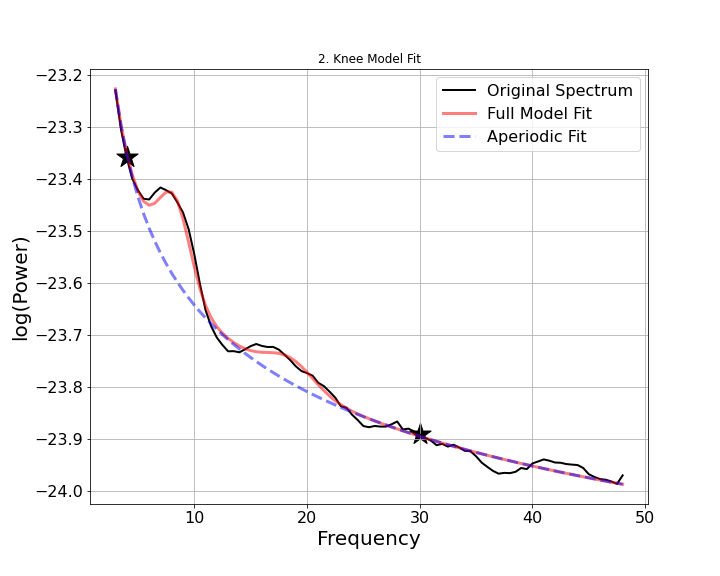 2. Knee Model Fit
Original Spectrum
Full Model Fit
Aperiodic Fit
log(Power)
−23.2
−23.3
−23.4
−23.5
−23.6
−23.7
−23.8
−23.9
−24.0
10
20
30
40
50
Frequency